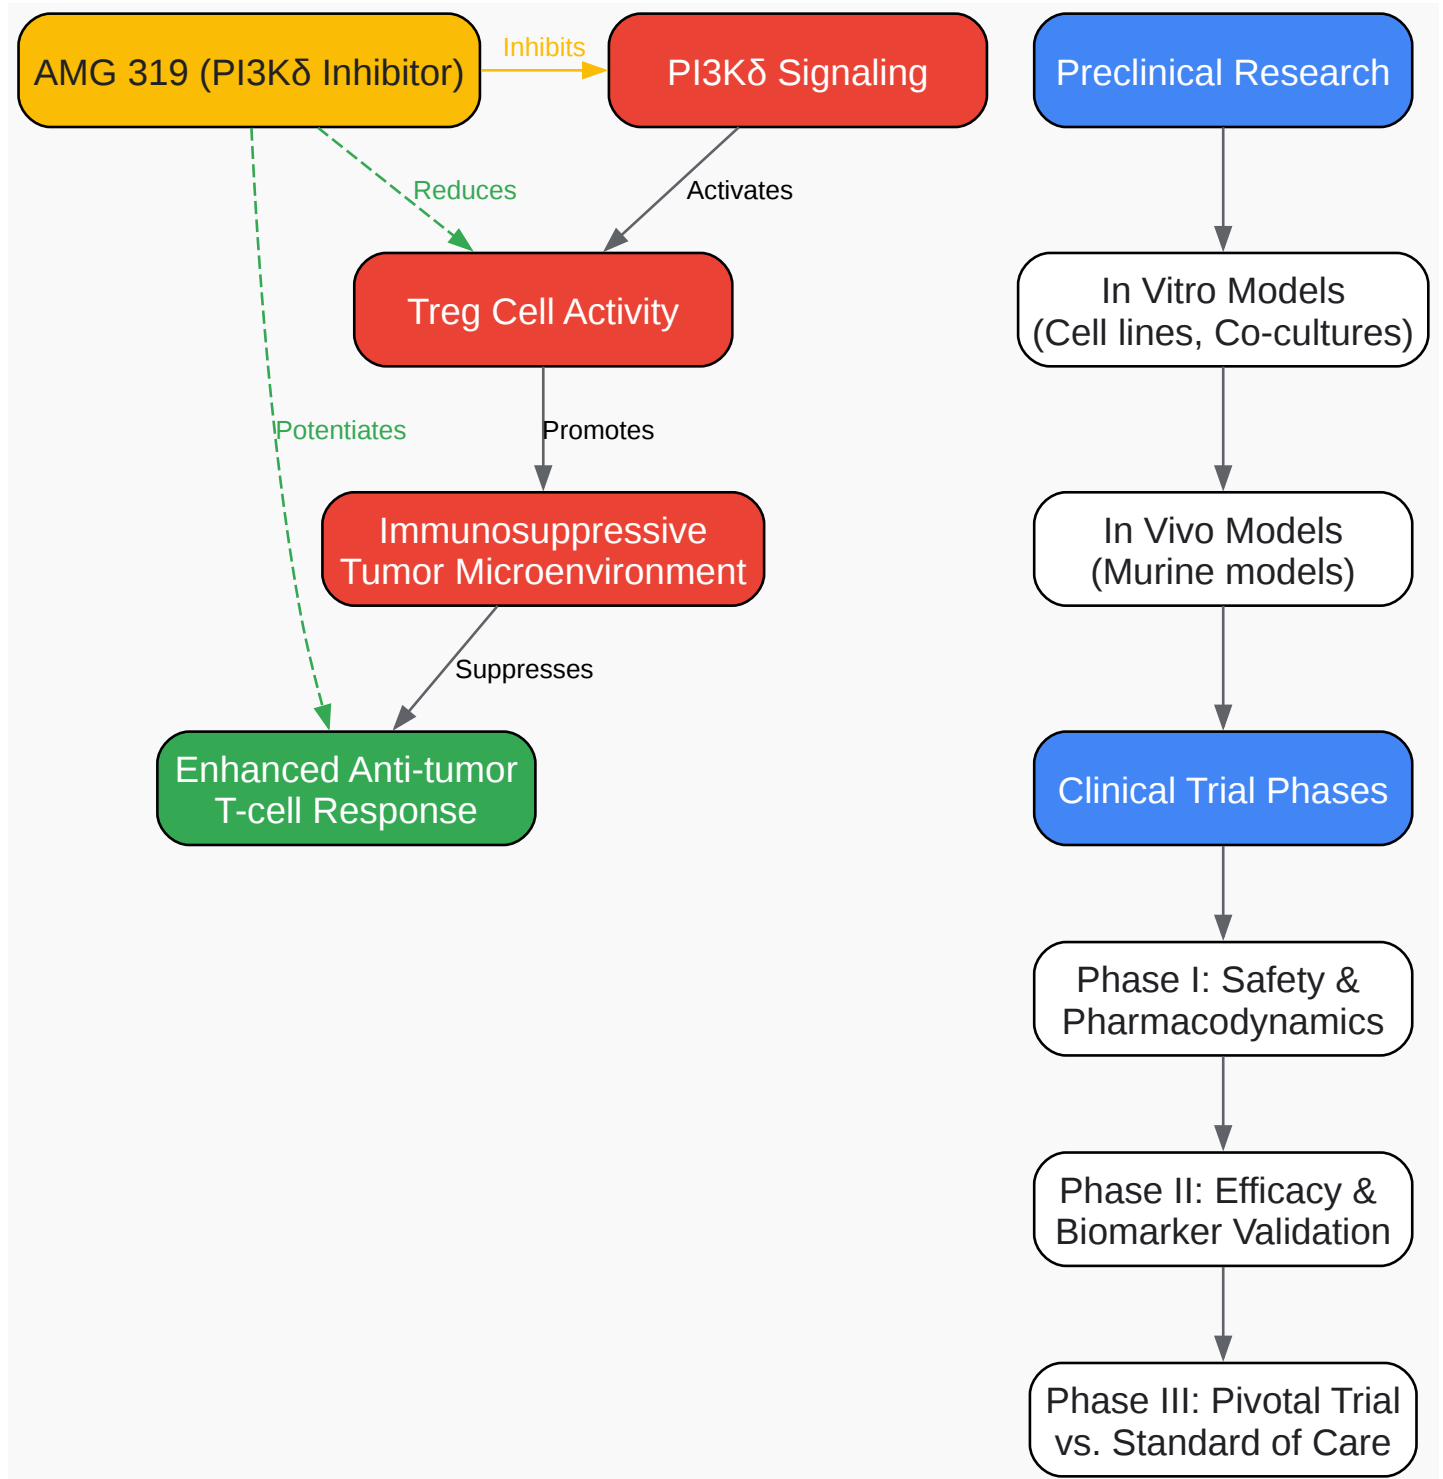 AMG 319 (PI3Kδ Inhibitor)
Inhibits
PI3Kδ Signaling
Reduces
Activates
Treg Cell Activity
Potentiates
Promotes
Immunosuppressive
Tumor Microenvironment
Suppresses
Enhanced Anti-tumor
T-cell Response
Preclinical Research
In Vitro Models
(Cell lines, Co-cultures)
In Vivo Models
(Murine models)
Clinical Trial Phases
Phase I: Safety &
Pharmacodynamics
Phase II: Efficacy &
Biomarker Validation
Phase III: Pivotal Trial
vs. Standard of Care